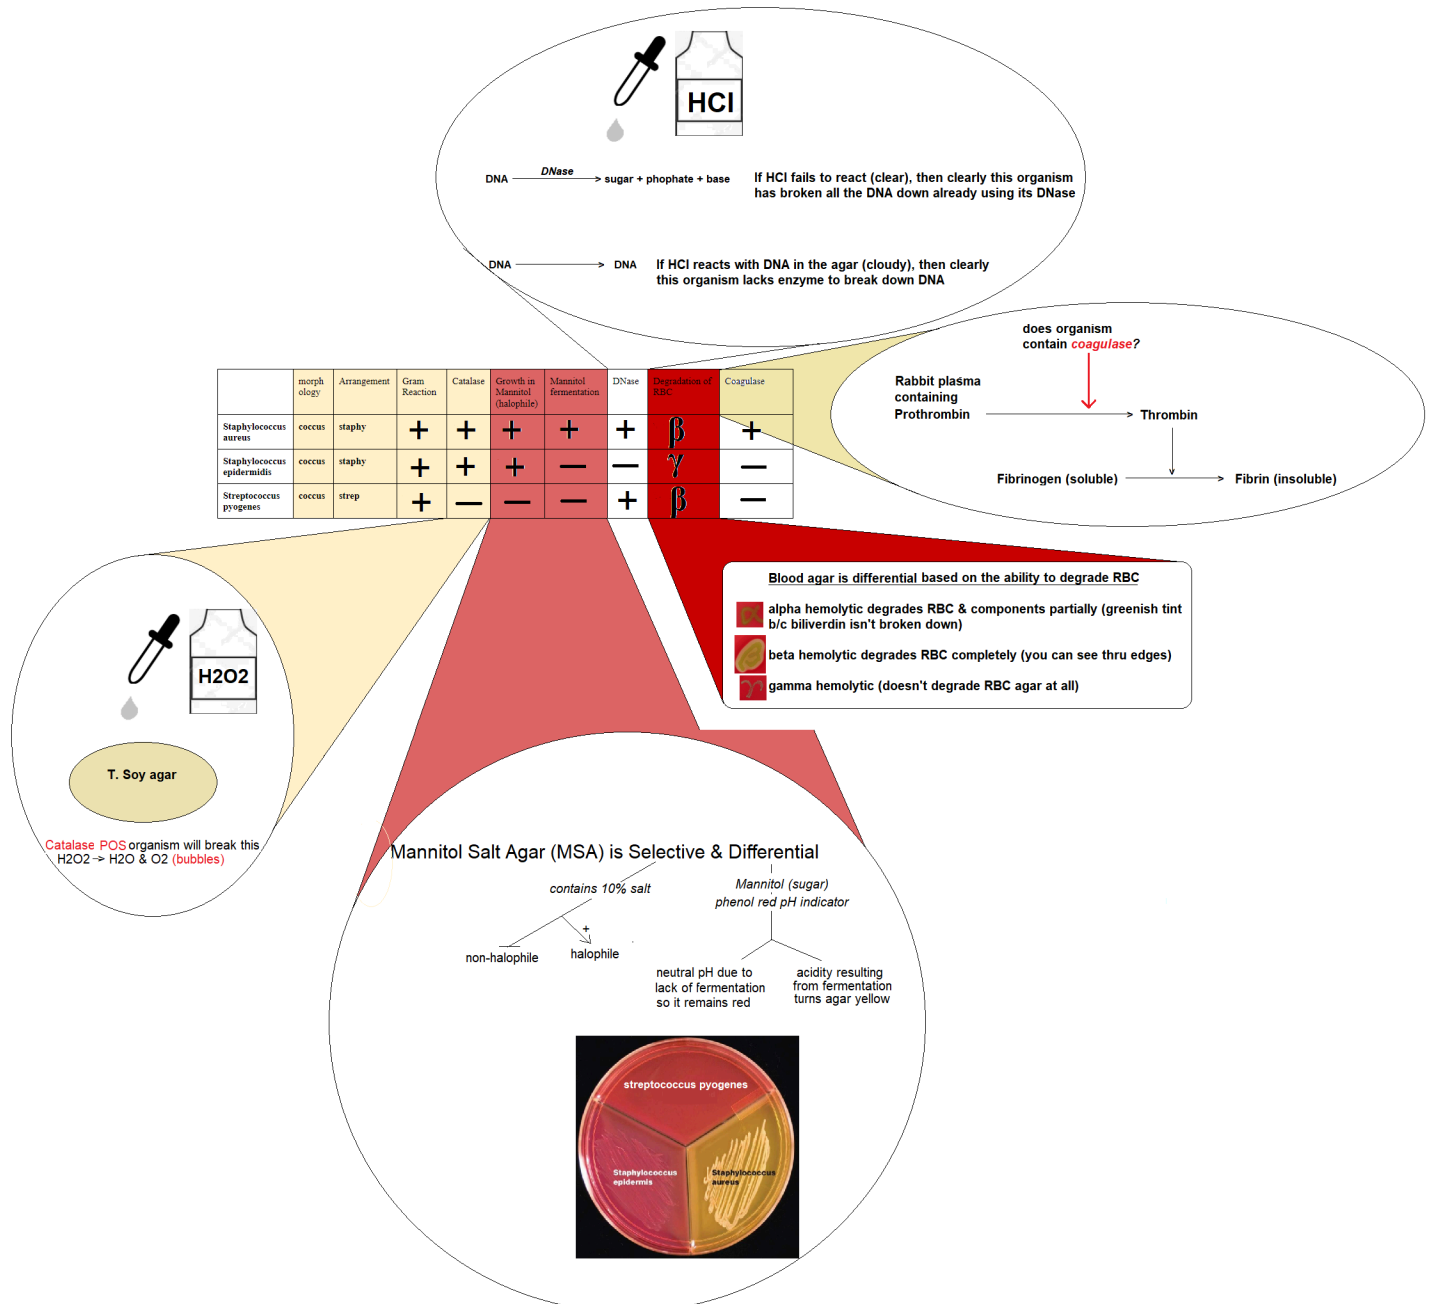 HCl
DNase
DNA
sugar + phophate + base
If HCl fails to react (clear), then clearly this organism
has broken all the DNA down already using its DNase
DNA
DNA
If HCl reacts with DNA in the agar (cloudy), then clearly
this organism lacks enzyme to break down DNA
does organism
contain coagulase?
Rabbit plasma
containing
Prothrombin
Thrombin
Fibrinogen (soluble)
Fibrin (insoluble)
morph
ology
Arrangement
Gram
Reaction
Catalase
Growth in
Mannitol
(halophile)
Mannitol
fermentation
DNase
Degradation of
RBC
Coagulase
Staphylococcus
aureus
coccus
staphy
+
+
+
+
+
β
+
Staphylococcus
epidermidis
coccus
staphy
+
+
+
—
—
γ
—
Streptococcus
pyogenes
coccus
strep
+
—
—
—
+
β
—
Blood agar is differential based on the ability to degrade RBC
α
alpha hemolytic degrades RBC & components partially (greenish tint
b/c biliverdin isn't broken down)
beta hemolytic degrades RBC completely (you can see thru edges)
γ
gamma hemolytic (doesn't degrade RBC agar at all)
H2O2
T. Soy agar
Catalase POS organism will break this
H2O2 → H2O & O2 (bubbles)
Mannitol Salt Agar (MSA) is Selective & Differential
contains 10% salt
Mannitol (sugar)
phenol red pH indicator
+
non-halophile
halophile
neutral pH due to
lack of fermentation
so it remains red
acidity resulting
from fermentation
turns agar yellow
streptococcus pyogenes
Staphylococcus
epidermis
Staphylococcus
aureus